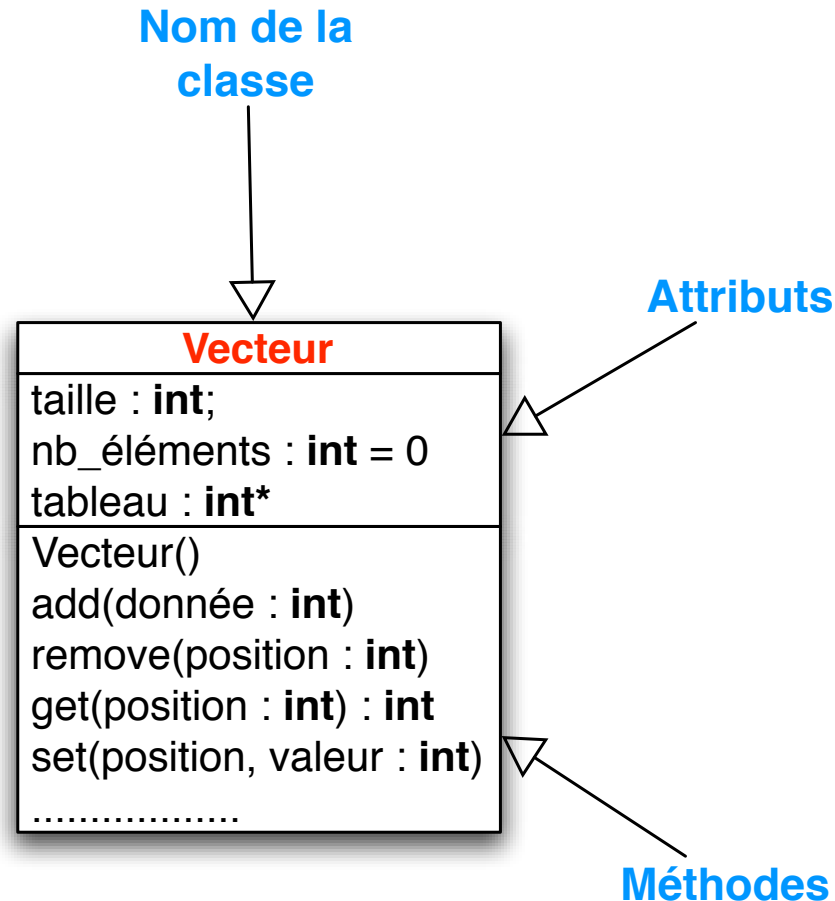 Nom de la
classe
Attributs
Vecteur
taille : int;
nb_éléments : int = 0
tableau : int*
Vecteur()
add(donnée : int)
remove(position : int)
get(position : int) : int
set(position, valeur : int)
..................
Méthodes